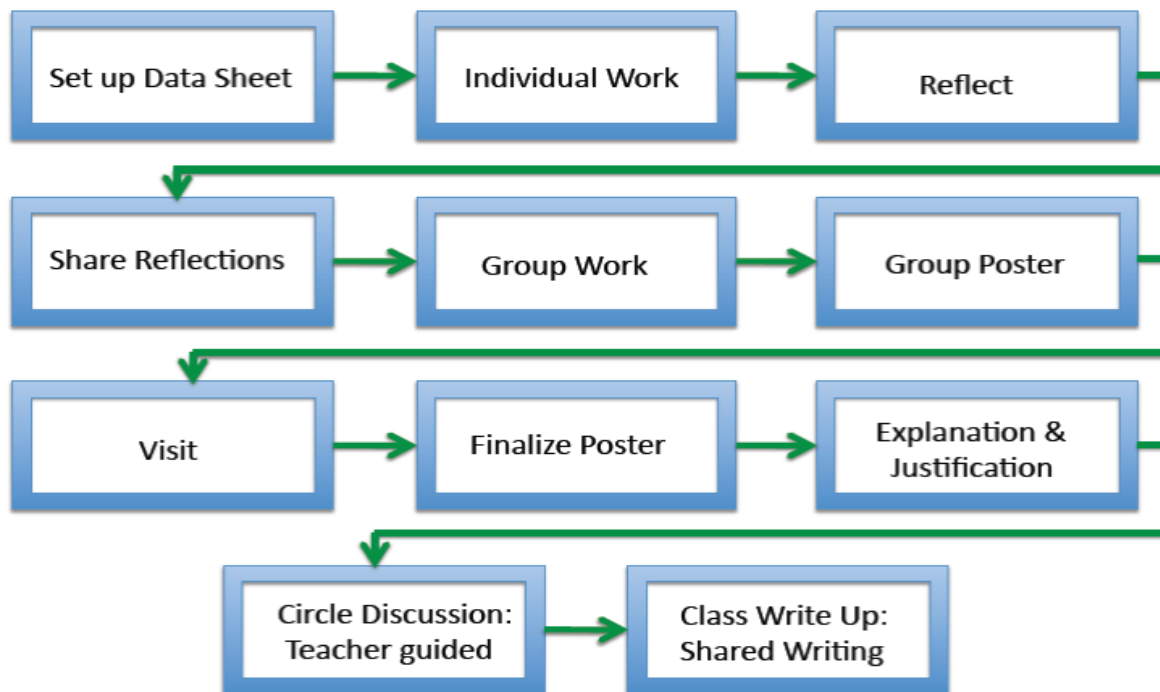 Set up Data Sheet
Individual Work
Reflect
Share Reflections
Group Work
Group Poster
Visit
Finalize Poster
Explanation &
Justification
Circle Discussion:
Teacher guided
Class Write Up:
Shared Writing